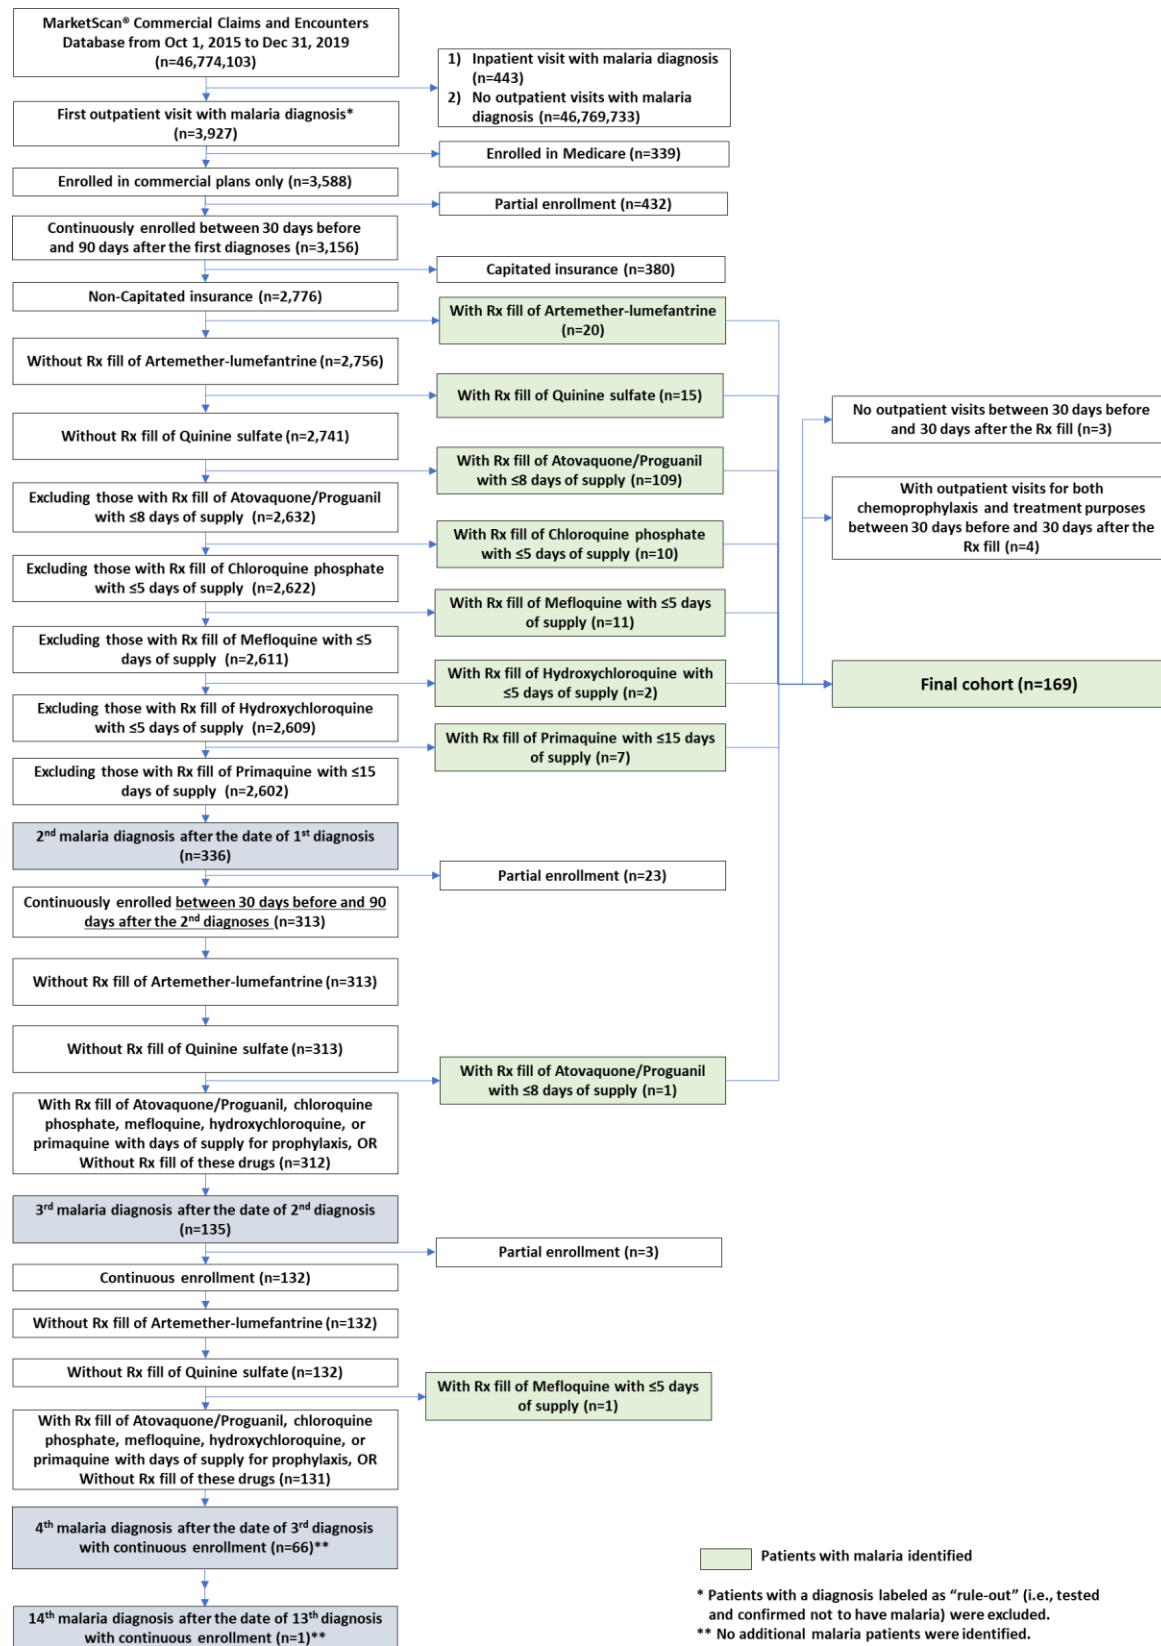 MarketScan® Commercial Claims and Encounters
Database from Oct 1, 2015 to Dec 31, 2019
(n=46,774,103)
1) Inpatient visit with malaria diagnosis
(n=443)
2) No outpatient visits with malaria
diagnosis (n=46,769,733)
First outpatient visit with malaria diagnosis*
(n=3,927)
Enrolled in Medicare (n=339)
Enrolled in commercial plans only (n=3,588)
Partial enrollment (n=432)
Continuously enrolled between 30 days before
and 90 days after the first diagnoses (n=3,156)
Capitated insurance (n=380)
Non-Capitated insurance (n=2,776)
With Rx fill of Artemether-lumefantrine
(n=20)
Without Rx fill of Artemether-lumefantrine (n=2,756)
With Rx fill of Quinine sulfate (n=15)
Without Rx fill of Quinine sulfate (n=2,741)
No outpatient visits between 30 days before
and 30 days after the Rx fill (n=3)
With Rx fill of Atovaquone/Proguanil
with ≤8 days of supply (n=109)
Excluding those with Rx fill of Atovaquone/Proguanil
with ≤8 days of supply (n=2,632)
With outpatient visits for both
chemoprophylaxis and treatment purposes
between 30 days before and 30 days after the
Rx fill (n=4)
With Rx fill of Chloroquine phosphate
with ≤5 days of supply (n=10)
Excluding those with Rx fill of Chloroquine phosphate
with ≤5 days of supply (n=2,622)
With Rx fill of Mefloquine with ≤5 days
of supply (n=11)
Excluding those with Rx fill of Mefloquine with ≤5
days of supply (n=2,611)
With Rx fill of Hydroxychloroquine with
≤5 days of supply (n=2)
Final cohort (n=169)
Excluding those with Rx fill of Hydroxychloroquine
with ≤5 days of supply (n=2,609)
With Rx fill of Primaquine with ≤15 days
of supply (n=7)
Excluding those with Rx fill of Primaquine with ≤15
days of supply (n=2,602)
2nd malaria diagnosis after the date of 1st diagnosis
(n=336)
Partial enrollment (n=23)
Continuously enrolled between 30 days before and 90
days after the 2nd diagnoses (n=313)
Without Rx fill of Artemether-lumefantrine (n=313)
Without Rx fill of Quinine sulfate (n=313)
With Rx fill of Atovaquone/Proguanil
with ≤8 days of supply (n=1)
With Rx fill of Atovaquone/Proguanil, chloroquine
phosphate, mefloquine, hydroxychloroquine, or
primaquine with days of supply for prophylaxis, OR
Without Rx fill of these drugs (n=312)
3rd malaria diagnosis after the date of 2nd diagnosis
(n=135)
Partial enrollment (n=3)
Continuous enrollment (n=132)
Without Rx fill of Artemether-lumefantrine (n=132)
Without Rx fill of Quinine sulfate (n=132)
With Rx fill of Mefloquine with ≤5 days
of supply (n=1)
With Rx fill of Atovaquone/Proguanil, chloroquine
phosphate, mefloquine, hydroxychloroquine, or
primaquine with days of supply for prophylaxis, OR
Without Rx fill of these drugs (n=131)
4th malaria diagnosis after the date of 3rd diagnosis
with continuous enrollment (n=66)**
14th malaria diagnosis after the date of 13th diagnosis
with continuous enrollment (n=1)**
Patients with malaria identified
* Patients with a diagnosis labeled as “rule-out” (i.e., tested
and confirmed not to have malaria) were excluded.
** No additional malaria patients were identified.